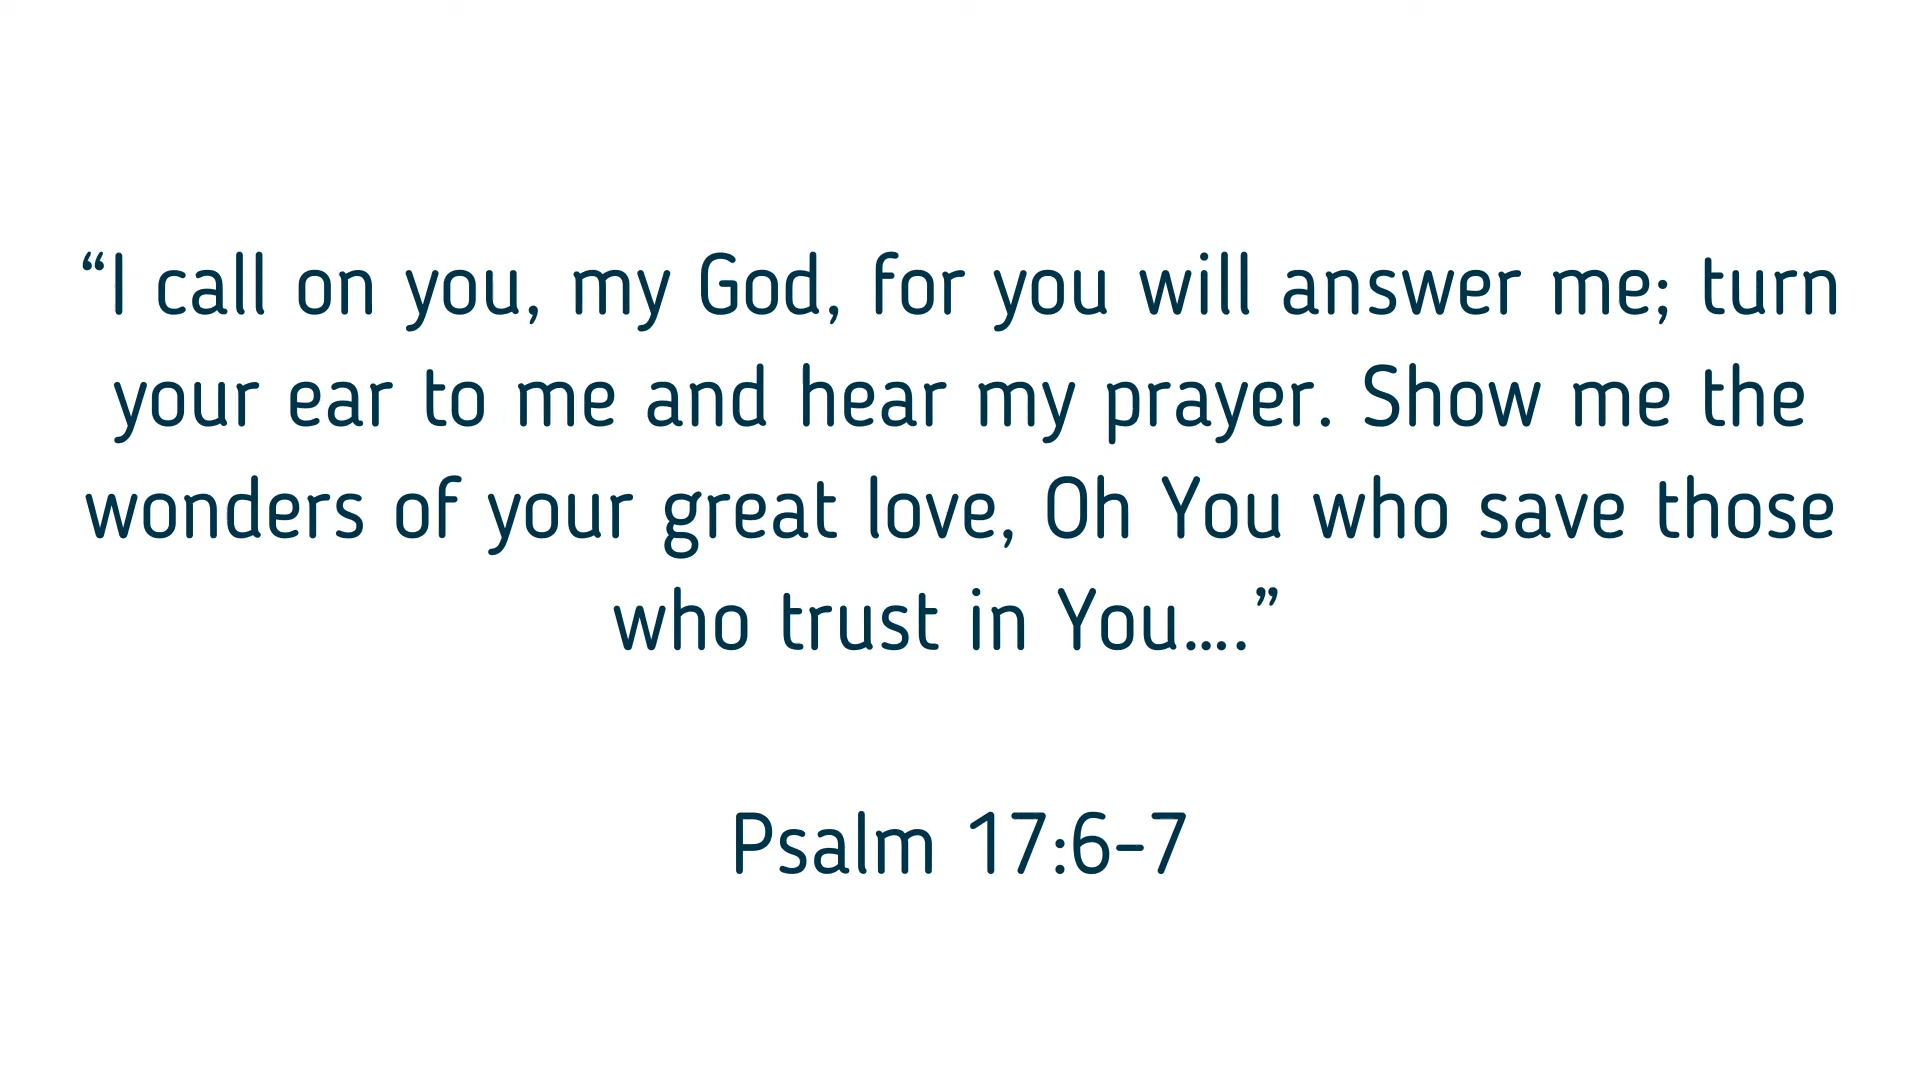 “I call on you, my God, for you will answer me; turn
your ear to me and hear my prayer. Show me the
wonders of your great love, Oh You who save those
who trust in You….”
Psalm 17:6-7